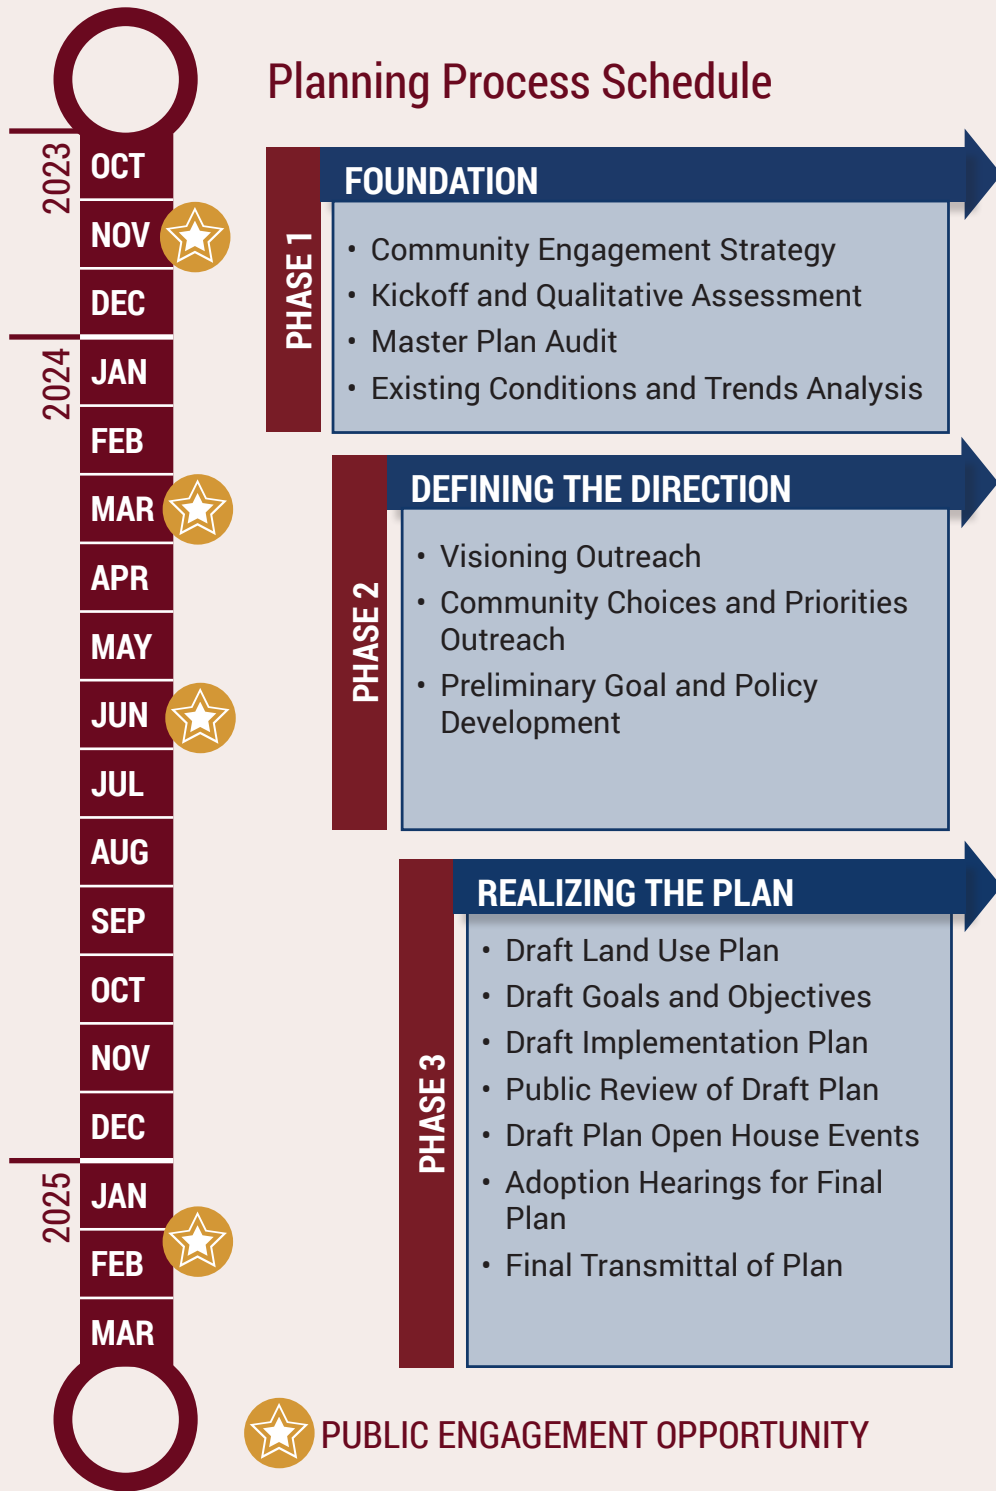 Planning Process Schedule
2023
OCT
NOV
DEC
2024
JAN
FEB
MAR
APR
MAY
JUN
JUL
AUG
SEP
OCT
NOV
DEC
2025
JAN
FEB
MAR
PHASE 1
FOUNDATION
• Community Engagement Strategy
• Kickoff and Qualitative Assessment
• Master Plan Audit
• Existing Conditions and Trends Analysis
PHASE 2
DEFINING THE DIRECTION
• Visioning Outreach
• Community Choices and Priorities
Outreach
• Preliminary Goal and Policy
Development
PHASE 3
REALIZING THE PLAN
• Draft Land Use Plan
• Draft Goals and Objectives
• Draft Implementation Plan
• Public Review of Draft Plan
• Draft Plan Open House Events
• Adoption Hearings for Final
Plan
• Final Transmittal of Plan
PUBLIC ENGAGEMENT OPPORTUNITY